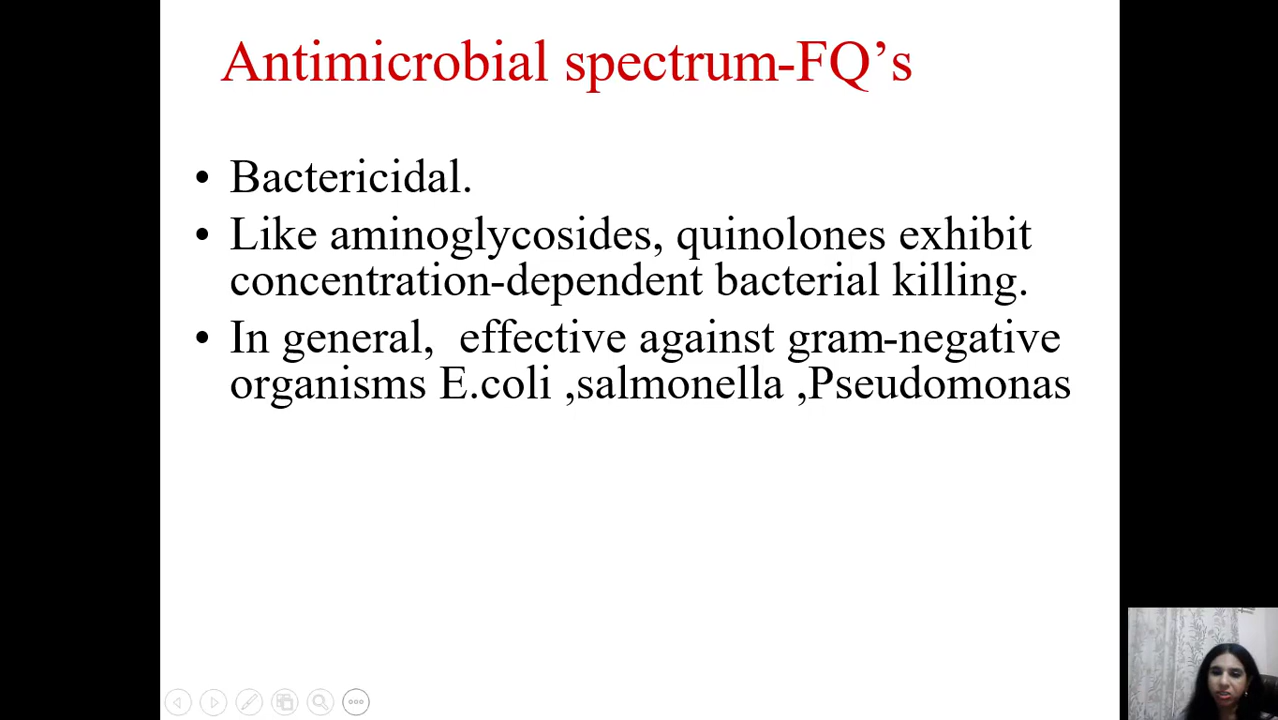 Antimicrobial spectrum-FQ’s
• Bactericidal.
• Like aminoglycosides, quinolones exhibit
concentration-dependent bacterial killing.
• In general,  effective against gram-negative
organisms E.coli ,salmonella ,Pseudomonas